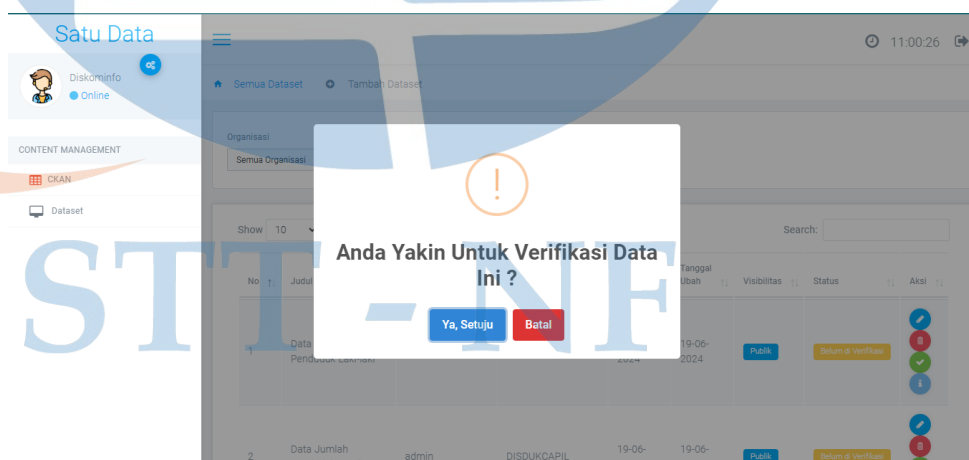 Satu Data
11:00:26
Diskominfo
Online
Semua Dataset
Tambah Dataset
CONTENT MANAGEMENT
CKAN
Dataset
Organisasi
Semua Organisasi
Show 10
Search:
Anda Yakin Untuk Verifikasi Data
Ini ?
Ya, Setuju
Batal
No
Judul
Tanggal
Ubah
Visibilitas
Status
Aksi
1
Data
Penduduk Laki-laki
2024
19-06-
2024
Publik
Belum di Verifikasi
2
Data Jumlah
admin
DISDUKCAPIL
19-06-
19-06-
Publik
Belum di Verifikasi
STT - NF